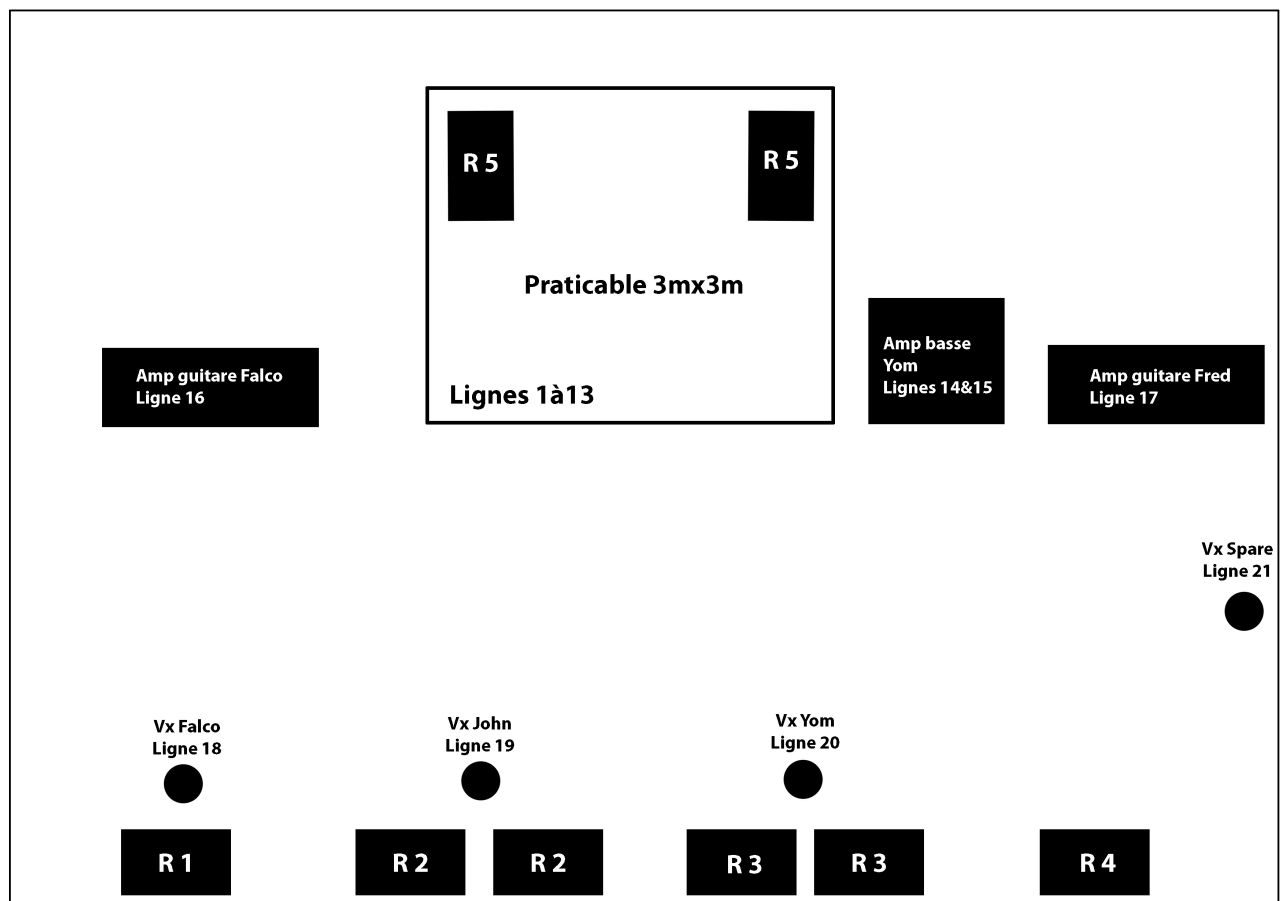 R 5
R 5
Praticable 3mx3m
Lignes 1à13
Amp guitare Falco
Ligne 16
Amp basse
Yom
Lignes 14&15
Amp guitare Fred
Ligne 17
Vx Spare
Ligne 21
Vx Falco
Ligne 18
Vx John
Ligne 19
Vx Yom
Ligne 20
R 1
R 2
R 2
R 3
R 3
R 4